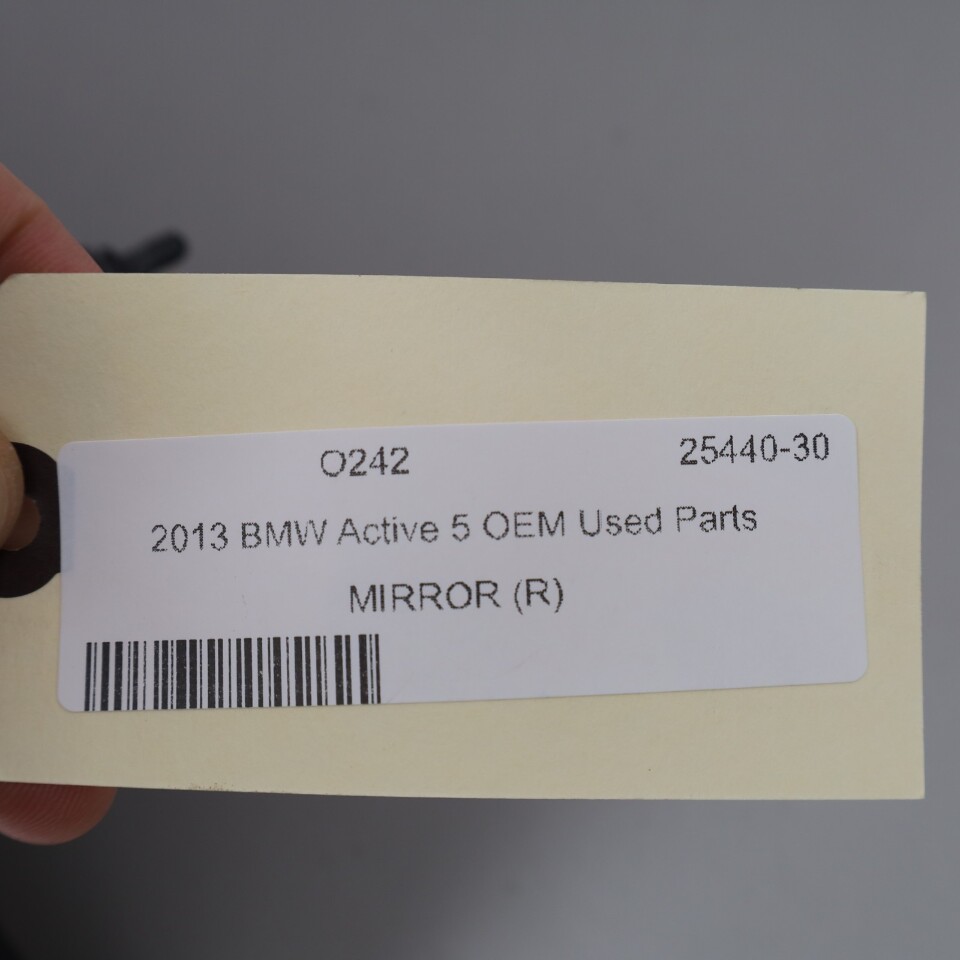 O242 25440-30
2013 BMW Active 5 OEM Used Parts
MIRROR (R)